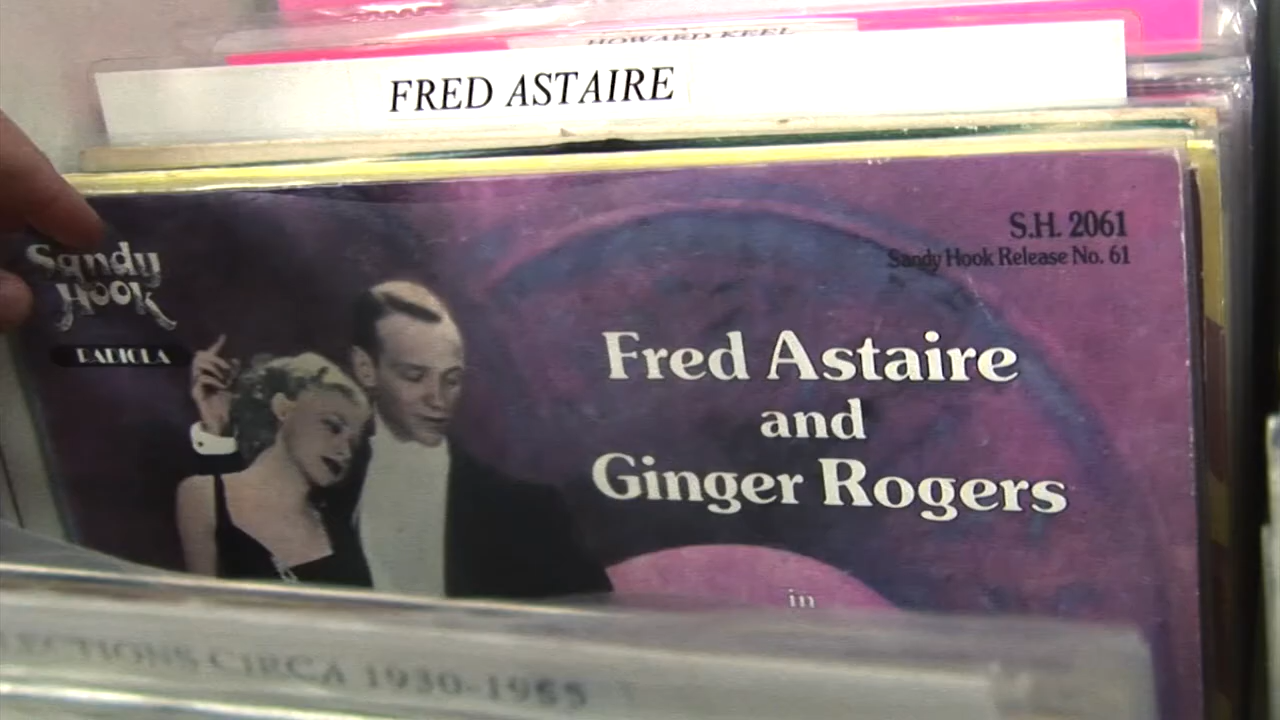 HOWARD KEEL
FRED ASTAIRE
S.H. 2061
Sandy Hook Release No. 61
Sandy
Hook
RADIOLA
Fred Astaire
and
Ginger Rogers
in
CIRCA 1930-1955